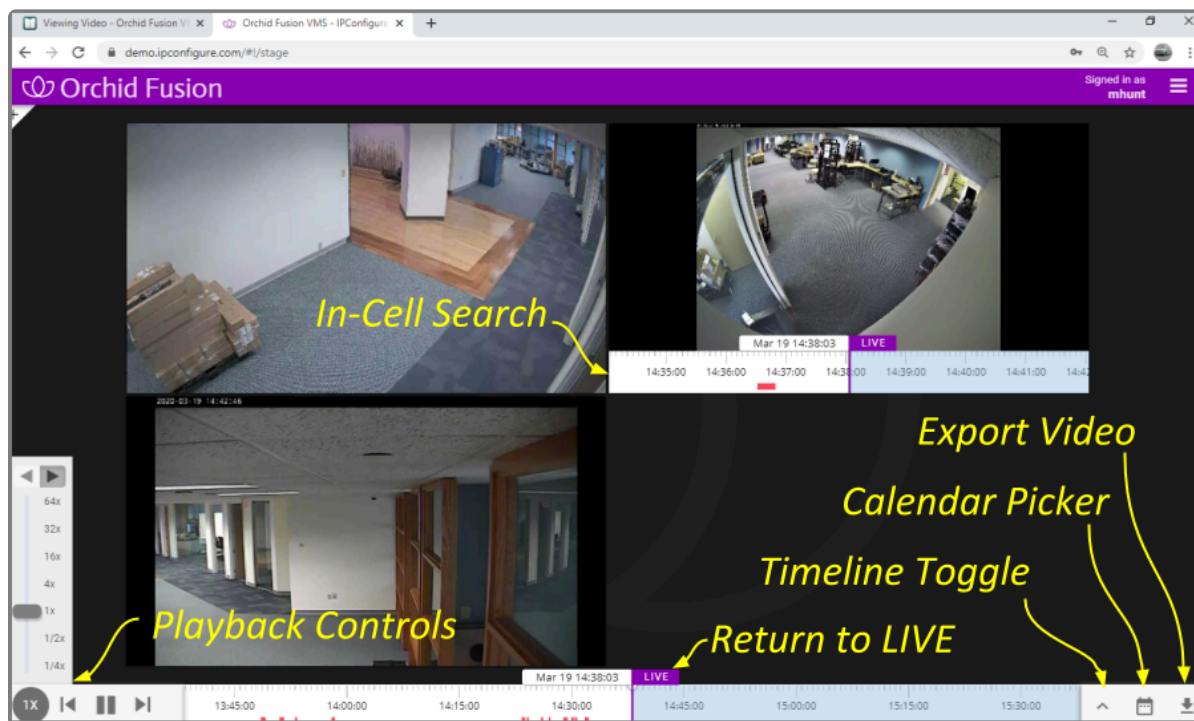 Viewing Video - Orchid Fusion V
Orchid Fusion VMS - IPConfigure
demo.ipconfigure.com/#!/stage
Orchid Fusion
Signed in as
mhunt
In-Cell Search
Mar 19 14:38:03 LIVE
14:35:00 14:36:00 14:37:00 14:38:00 14:39:00 14:40:00 14:41:00 14:42
2020-03-19 14:42:46
Export Video
Calendar Picker
Timeline Toggle
64x
32x
16x
4x
1x
1/2x
1/4x
Playback Controls
Return to LIVE
Mar 19 14:38:03 LIVE
1X 13:45:00 14:00:00 14:15:00 14:30:00 14:45:00 15:00:00 15:15:00 15:30:00